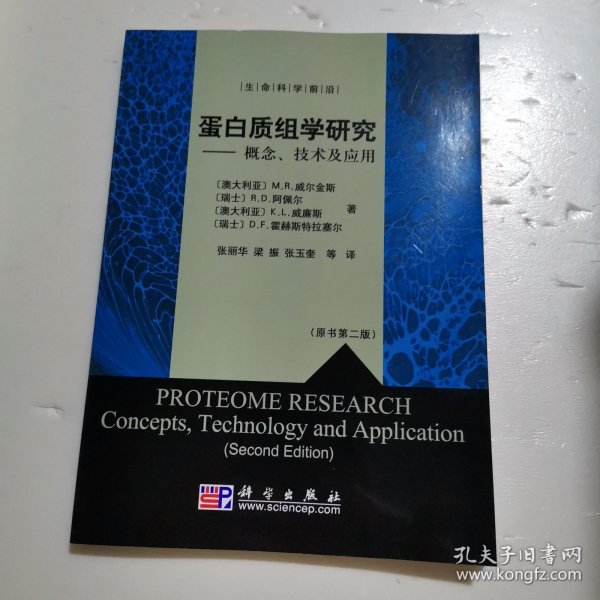 |生|命|科|学|前|沿|
蛋白质组学研究
——概念、技术及应用
〔澳大利亚〕M.R.威尔金斯
〔瑞士〕R.D.阿佩尔
〔澳大利亚〕K.L.威廉斯
〔瑞士〕D.F.霍赫斯特拉塞尔
著
张丽华 梁 振 张玉奎 等 译
(原书第二版)
PROTEOME RESEARCH
Concepts, Technology and Application
(Second Edition)
科学出版社
www.sciencep.com
孔夫子旧书网
www.kongfz.com